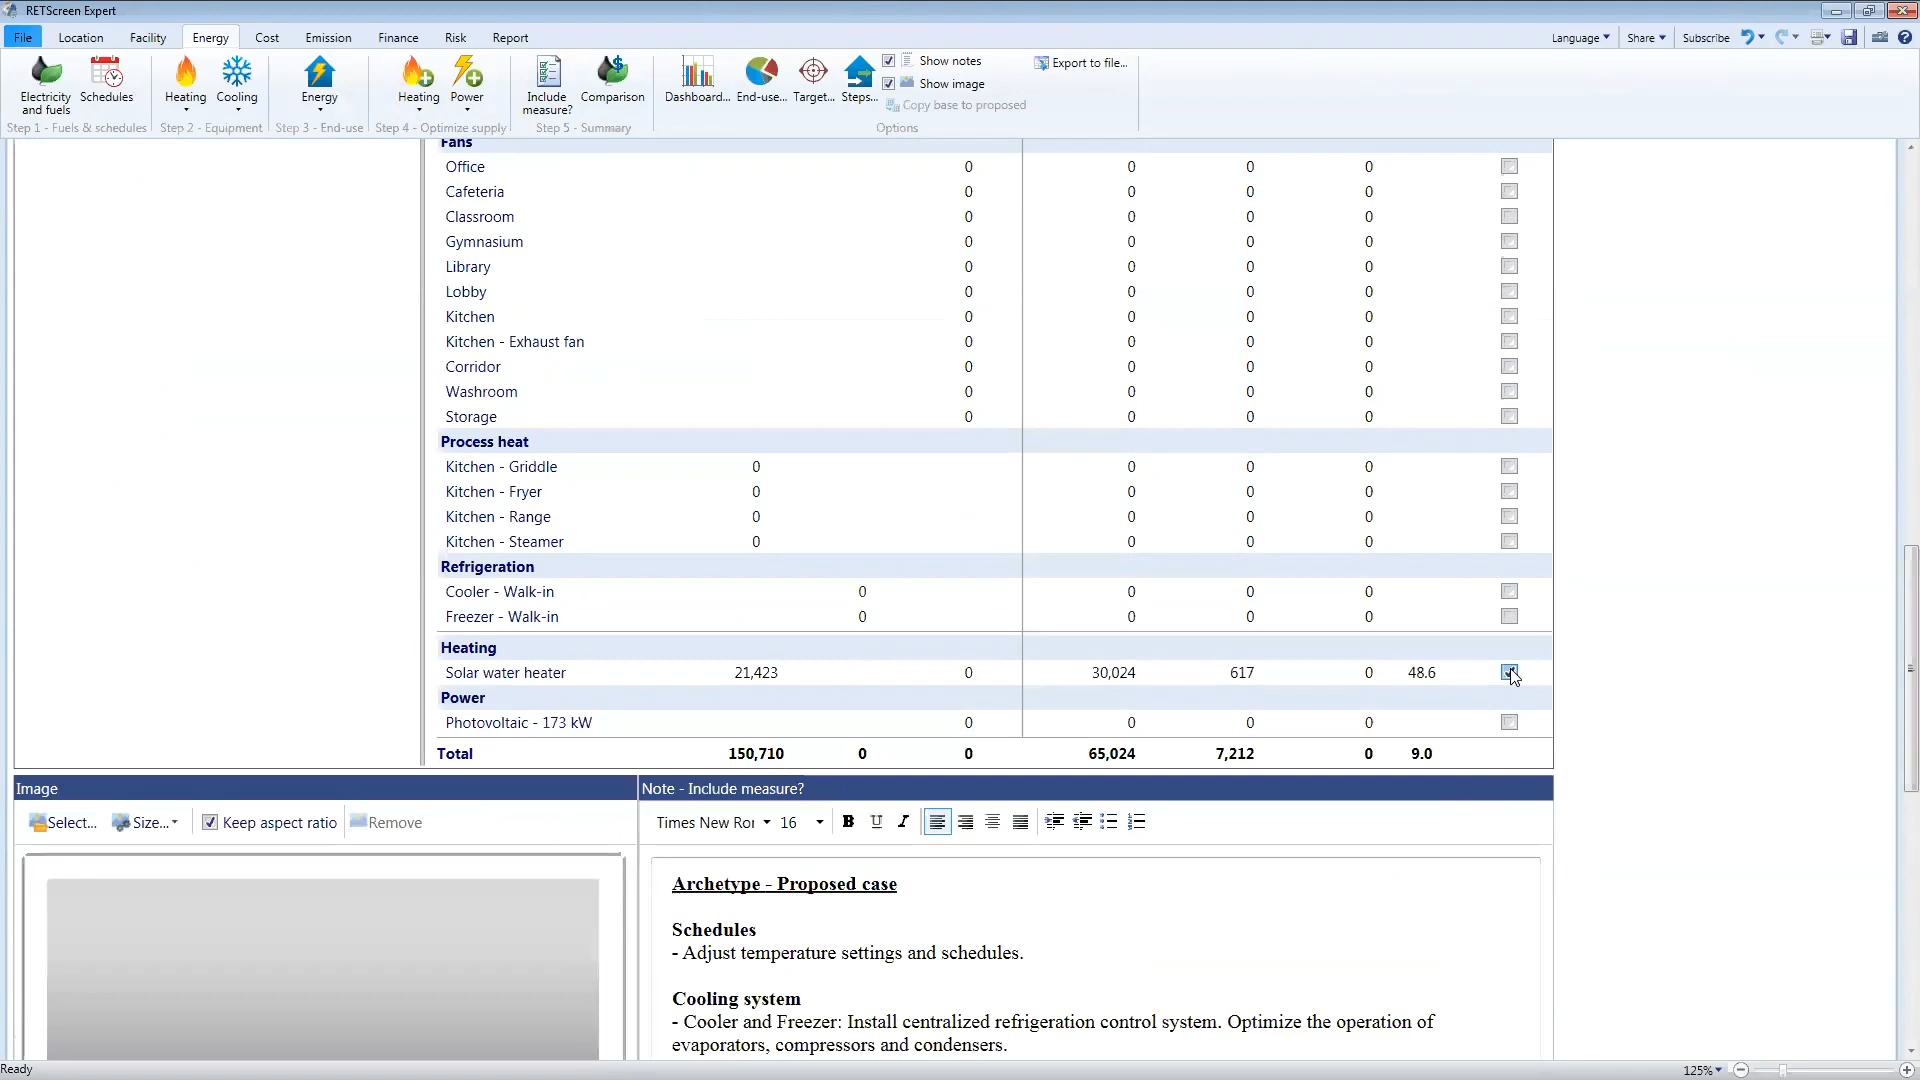 RETScreen Expert
File Location Facility Energy Cost Emission Finance Risk Report Language Share Subscribe
Electricity and fuels Schedules Heating Cooling Energy Heating Power Include measure? Comparison Dashboard... End-use... Target... Steps... Show notes Export to file...
Show image
Copy base to proposed
Step 1 - Fuels & schedules Step 2 - Equipment Step 3 - End-use Step 4 - Optimize supply Step 5 - Summary Options
Fans
Office 0 0 0 0
Cafeteria 0 0 0 0
Classroom 0 0 0 0
Gymnasium 0 0 0 0
Library 0 0 0 0
Lobby 0 0 0 0
Kitchen 0 0 0 0
Kitchen - Exhaust fan 0 0 0 0
Corridor 0 0 0 0
Washroom 0 0 0 0
Storage 0 0 0 0
Process heat
Kitchen - Griddle 0 0 0 0
Kitchen - Fryer 0 0 0 0
Kitchen - Range 0 0 0 0
Kitchen - Steamer 0 0 0 0
Refrigeration
Cooler - Walk-in 0 0 0 0
Freezer - Walk-in 0 0 0 0
Heating
Solar water heater 21,423 0 30,024 617 0 48.6
Power
Photovoltaic - 173 kW 0 0 0 0
Total 150,710 0 0 65,024 7,212 0 9.0
Image Note - Include measure?
Select... Size... Keep aspect ratio Remove Times New Ror 16 B U I
Archetype - Proposed case
Schedules
- Adjust temperature settings and schedules.
Cooling system
- Cooler and Freezer: Install centralized refrigeration control system. Optimize the operation of
evaporators, compressors and condensers.
Ready 125%